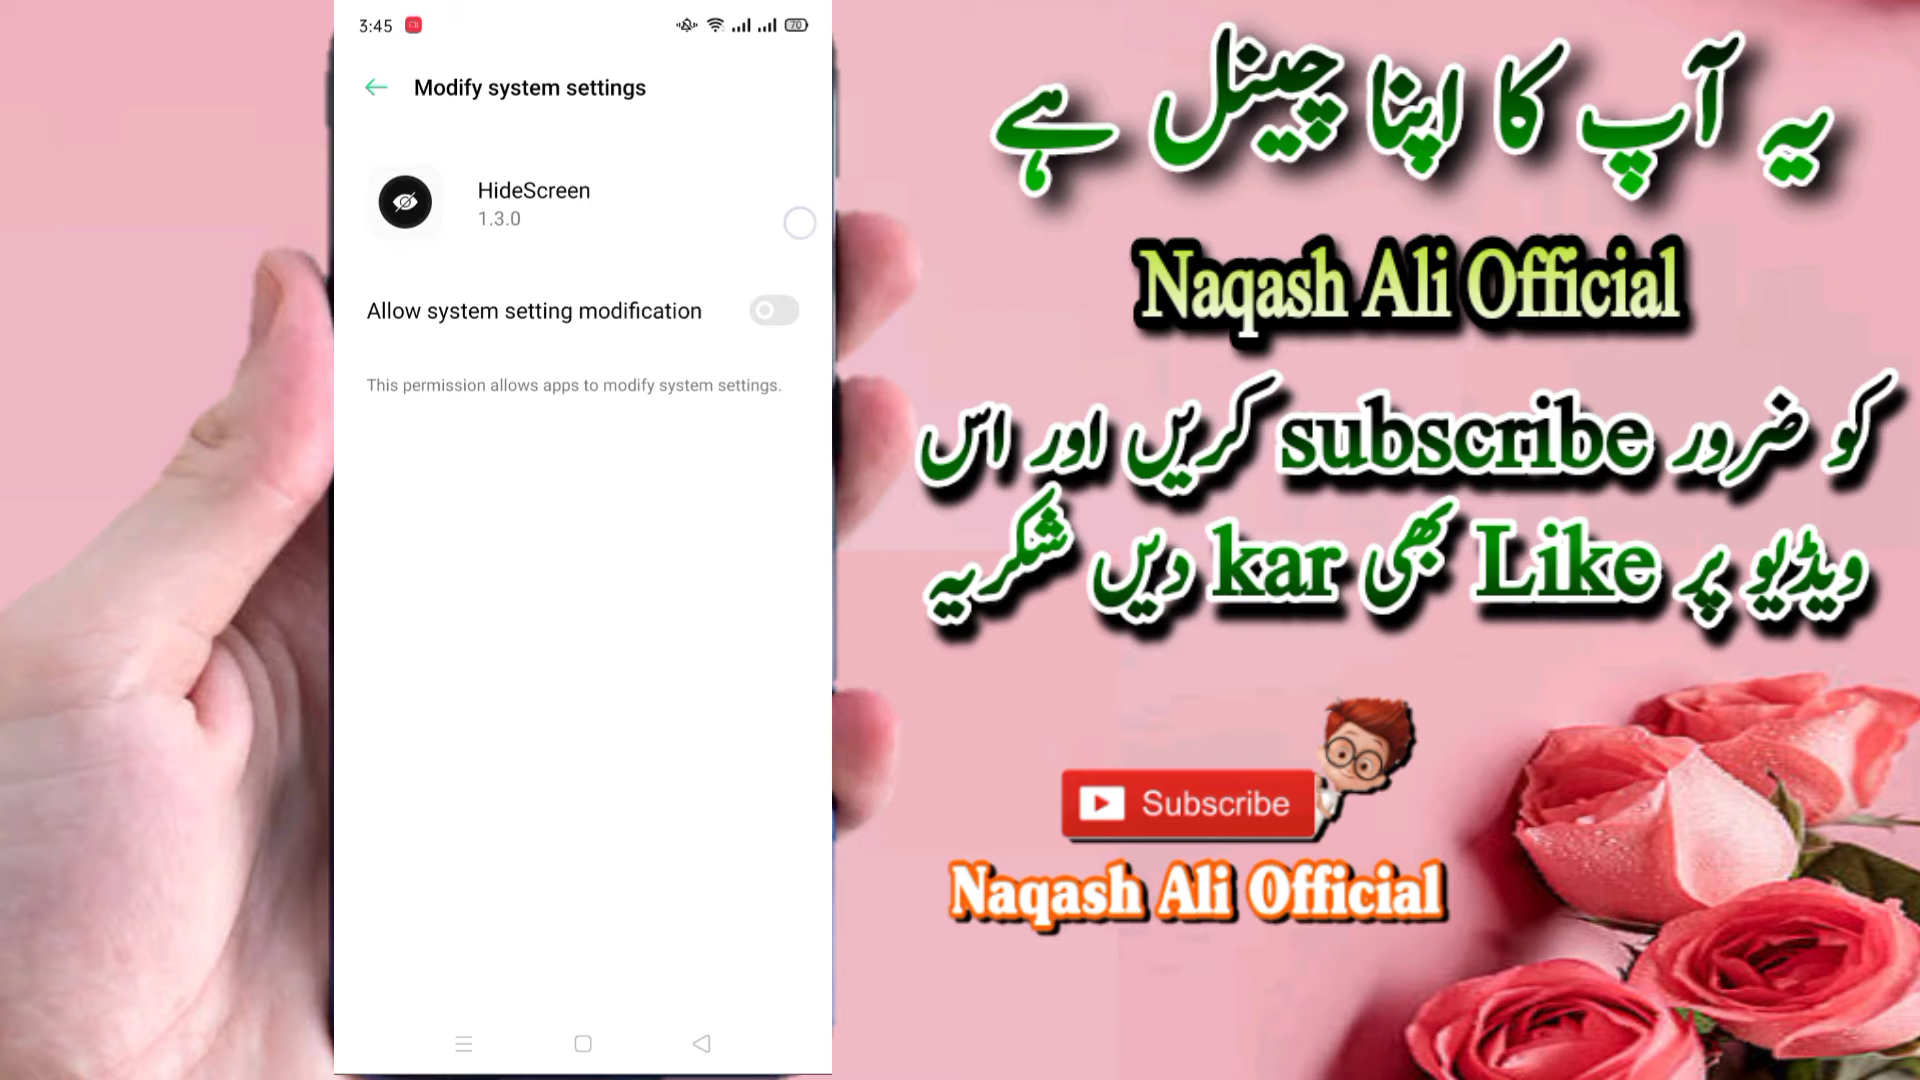 3:45
70
Modify system settings
HideScreen
1.3.0
Allow system setting modification
This permission allows apps to modify system settings.
یہ آپ کا اپنا چینل ہے
Naqash Ali Official
کو ضرور subscribe کریں اور اس
ویڈیو پر Like بھی kar دیں شکریہ
Subscribe
Naqash Ali Official